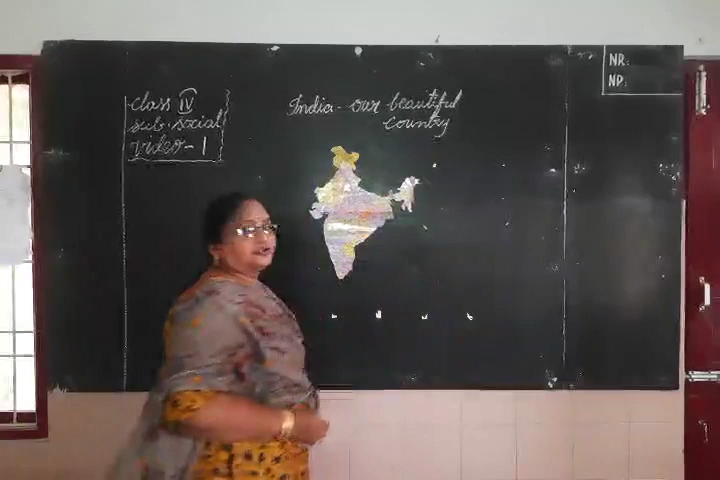 class IV
sub-social
video-1
India - our beautiful
country
NR:
NP: